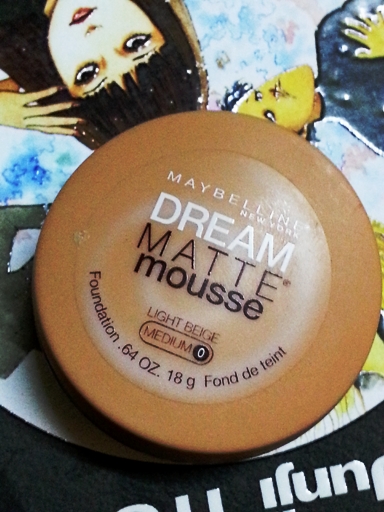 MAYBELLINE
NEW YORK
DREAM
MATTE®
mousse
LIGHT BEIGE
MEDIUM 0
Foundation .64 OZ. 18 g Fond de teint